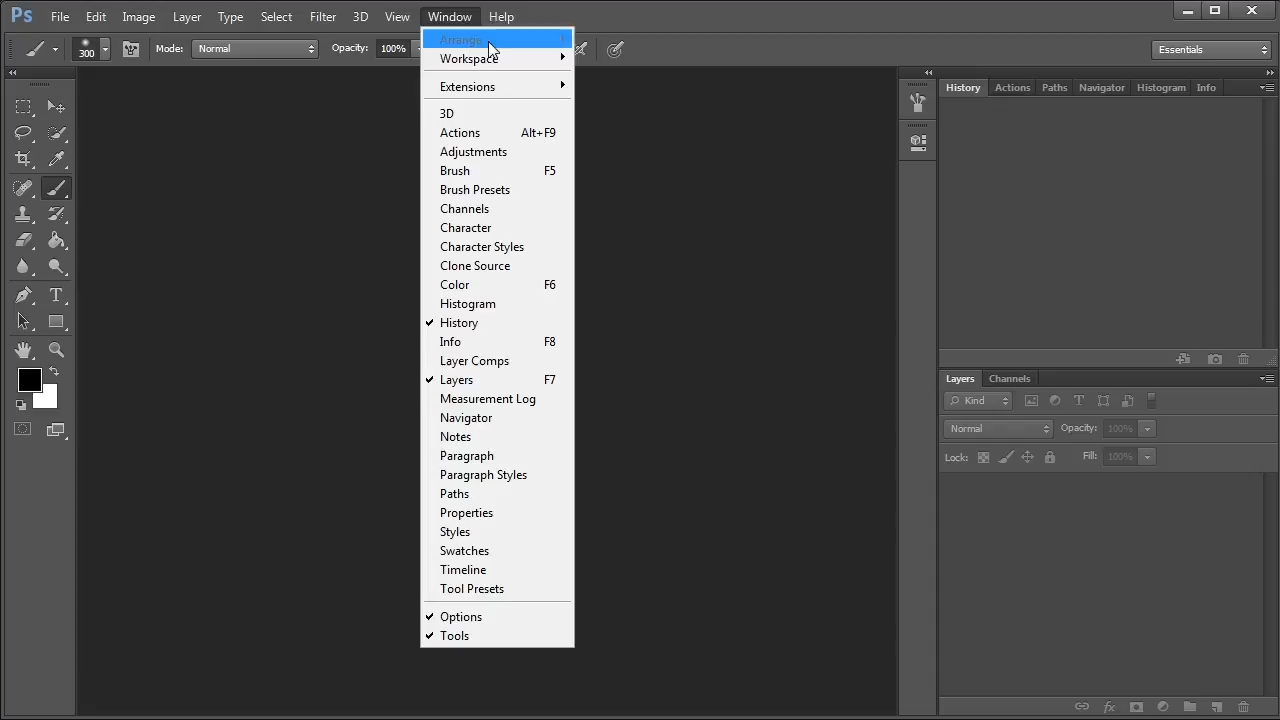 Ps File Edit Image Layer Type Select Filter 3D View Window Help
300 Mode: Normal Opacity: 100% Essentials
Arrange
Workspace
Extensions
3D
Actions Alt+F9
Adjustments
Brush F5
Brush Presets
Channels
Character
Character Styles
Clone Source
Color F6
Histogram
History
Info F8
Layer Comps
Layers F7
Measurement Log
Navigator
Notes
Paragraph
Paragraph Styles
Paths
Properties
Styles
Swatches
Timeline
Tool Presets
Options
Tools
History Actions Paths Navigator Histogram Info
Layers Channels
Kind
Normal Opacity: 100%
Lock: Fill: 100%